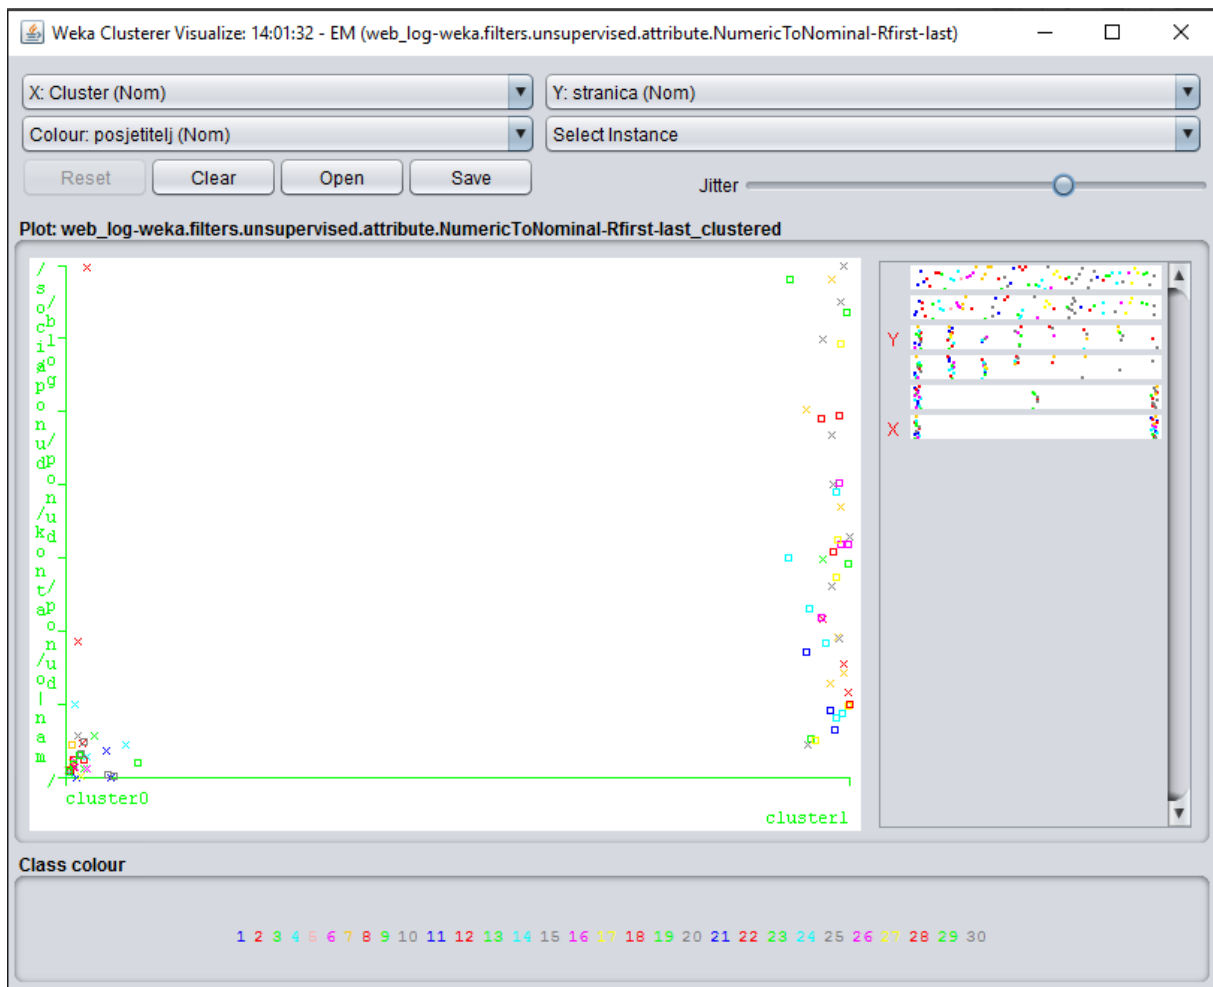 Weka Clusterer Visualize: 14:01:32 - EM (web_log-weka.filters.unsupervised.attribute.NumericToNominal-Rfirst-last)
X: Cluster (Nom)
Y: stranica (Nom)
Colour: posjetitelj (Nom)
Select Instance
Reset
Clear
Open
Save
Jitter
Plot: web_log-weka.filters.unsupervised.attribute.NumericToNominal-Rfirst-last_clustered
Y
X
cluster0
cluster1
Class colour
1 2 3 4 5 6 7 8 9 10 11 12 13 14 15 16 17 18 19 20 21 22 23 24 25 26 27 28 29 30